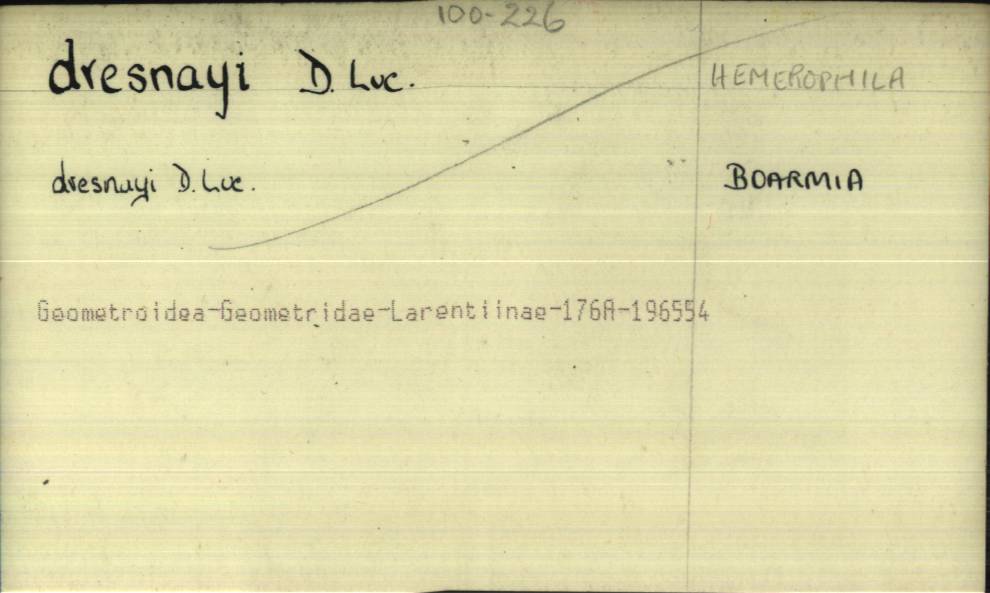 100-226
dresnayi D. Luc. HEMEROPHILA
dresnayi D. Luc. BOARMIA
Geometroidea-Geometridae-Larentiinae-176A-196554